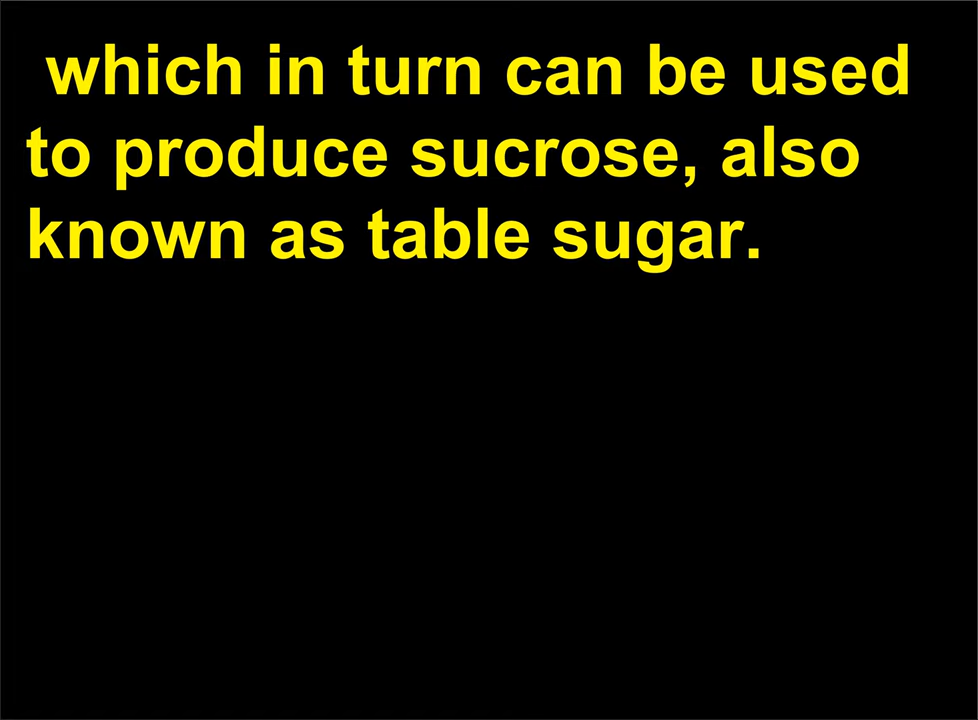 which in turn can be used
to produce sucrose, also
known as table sugar.